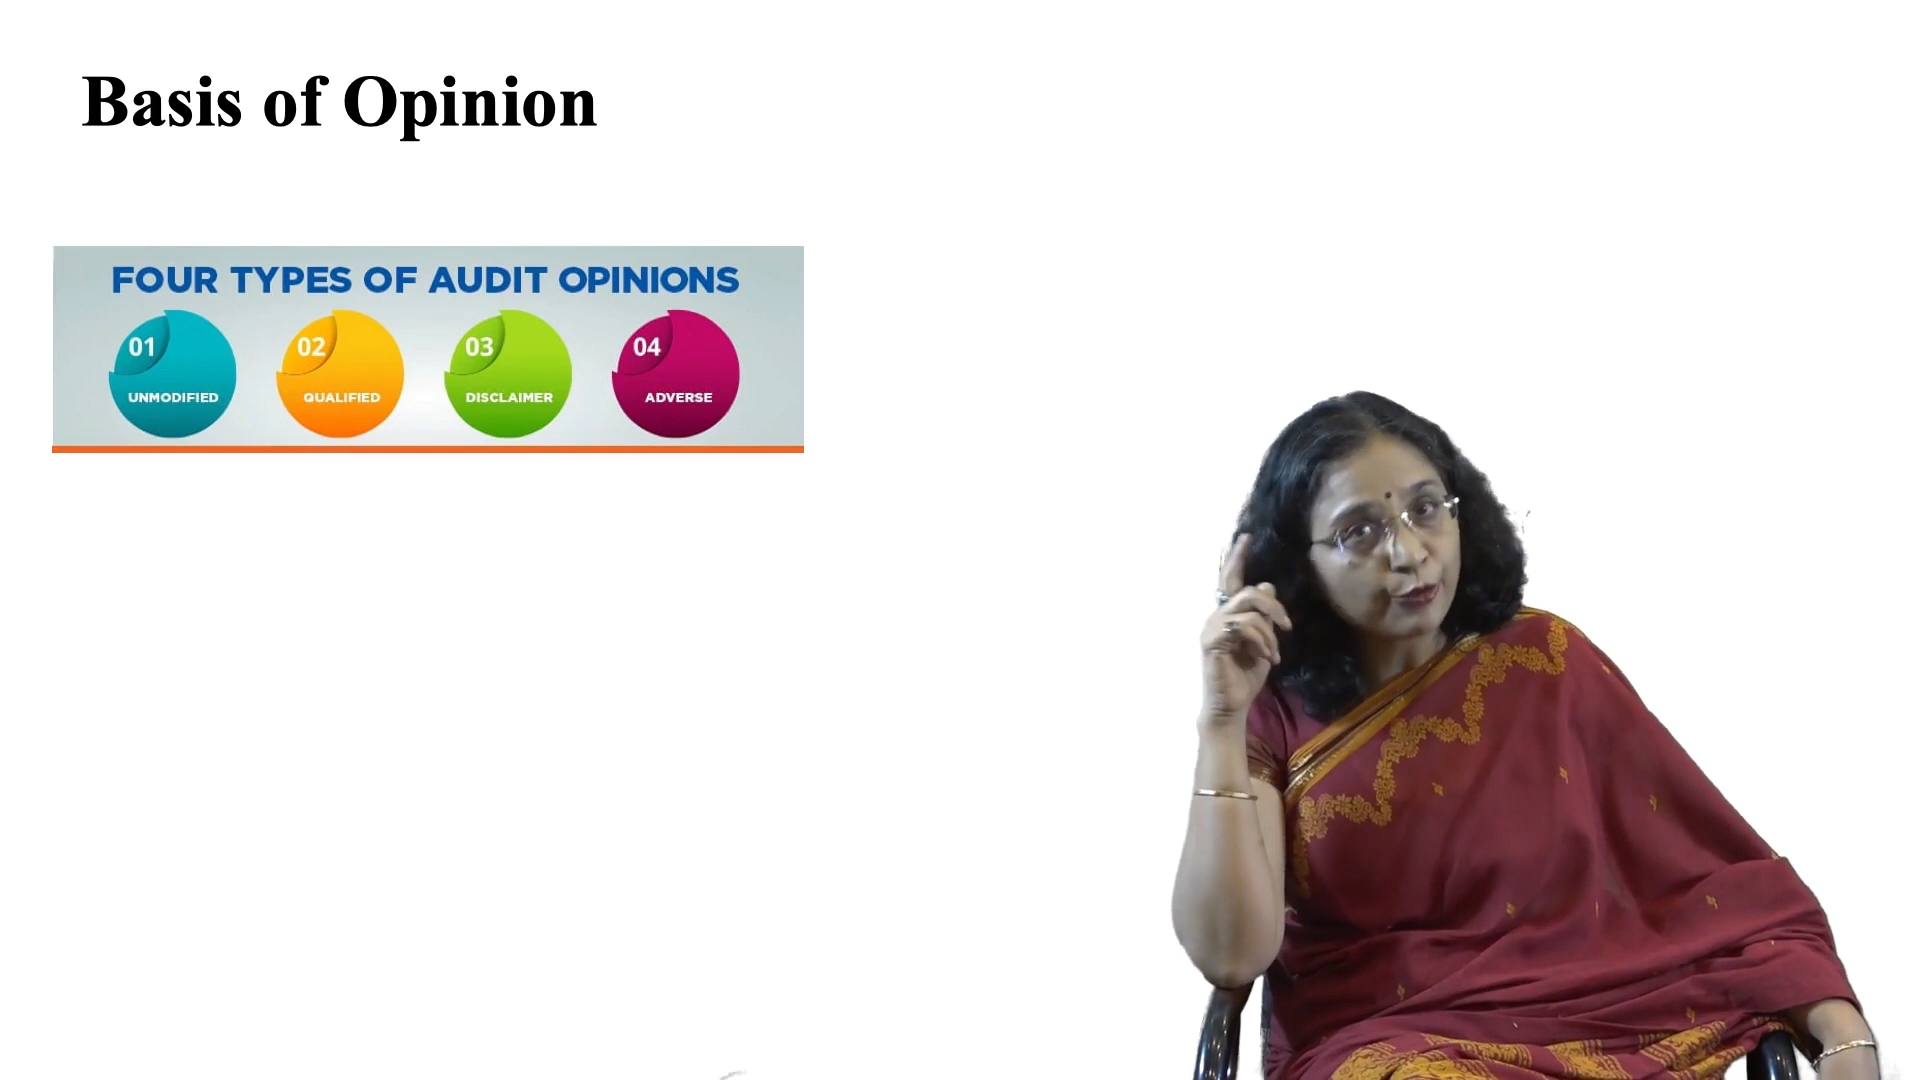 Basis of Opinion
FOUR TYPES OF AUDIT OPINIONS
01 02 03 04
UNMODIFIED QUALIFIED DISCLAIMER ADVERSE